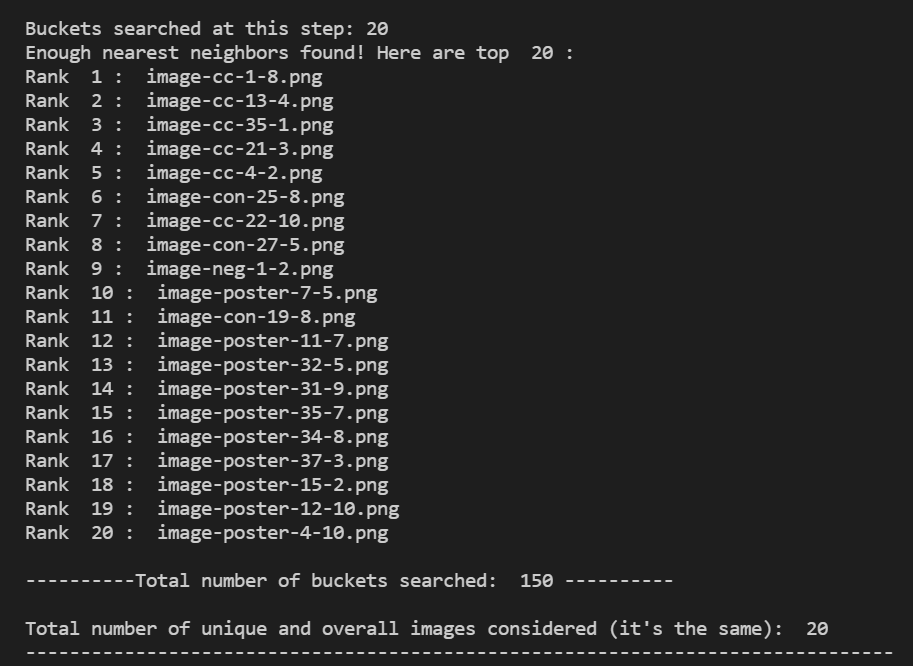 Buckets searched at this step: 20
Enough nearest neighbors found! Here are top  20 :
Rank  1 :  image-cc-1-8.png
Rank  2 :  image-cc-13-4.png
Rank  3 :  image-cc-35-1.png
Rank  4 :  image-cc-21-3.png
Rank  5 :  image-cc-4-2.png
Rank  6 :  image-con-25-8.png
Rank  7 :  image-cc-22-10.png
Rank  8 :  image-con-27-5.png
Rank  9 :  image-neg-1-2.png
Rank  10 :  image-poster-7-5.png
Rank  11 :  image-con-19-8.png
Rank  12 :  image-poster-11-7.png
Rank  13 :  image-poster-32-5.png
Rank  14 :  image-poster-31-9.png
Rank  15 :  image-poster-35-7.png
Rank  16 :  image-poster-34-8.png
Rank  17 :  image-poster-37-3.png
Rank  18 :  image-poster-15-2.png
Rank  19 :  image-poster-12-10.png
Rank  20 :  image-poster-4-10.png
----------Total number of buckets searched:  150 ----------
Total number of unique and overall images considered (it's the same):  20
-------------------------------------------------------------------------------